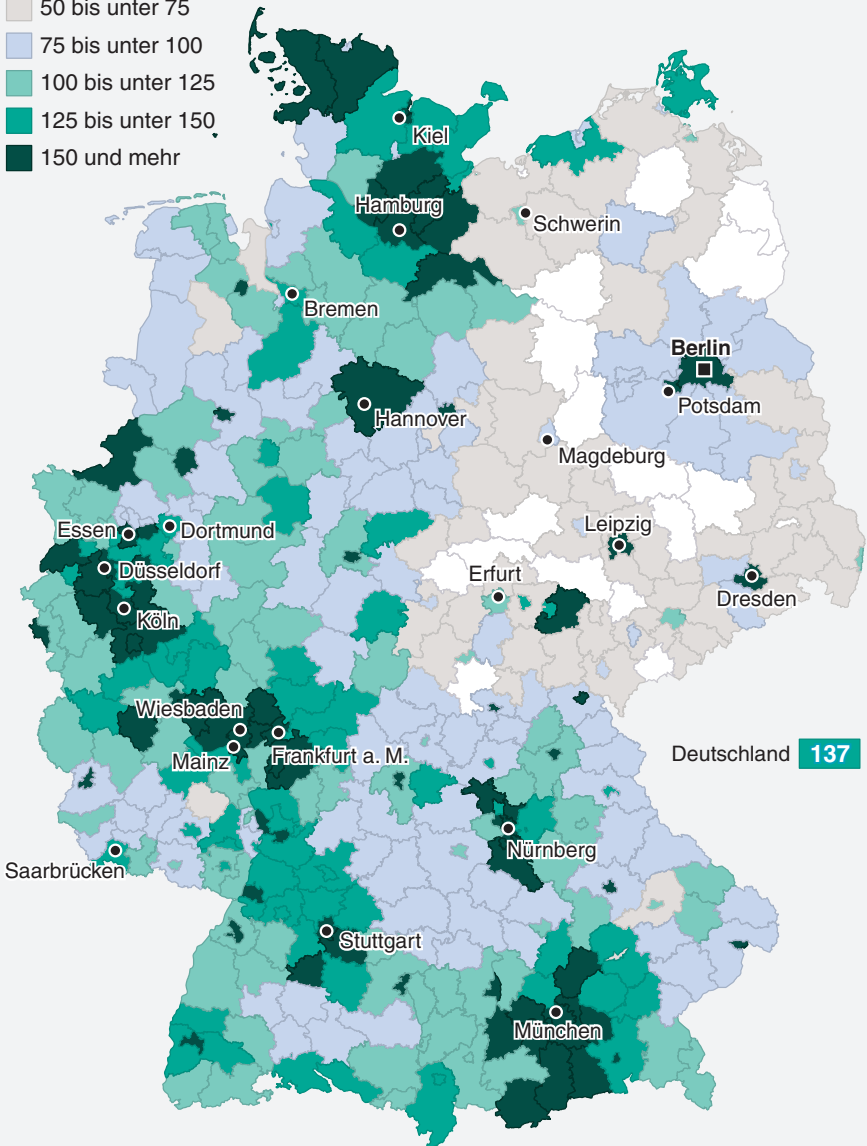 50 bis unter 75
75 bis unter 100
100 bis unter 125
125 bis unter 150
150 und mehr
Kiel
Hamburg
Schwerin
Bremen
Berlin
Hannover
Potsdam
Magdeburg
Essen
Dortmund
Leipzig
Düsseldorf
Erfurt
Dresden
Köln
Wiesbaden
Mainz
Frankfurt a. M.
Deutschland 137
Nürnberg
Saarbrücken
Stuttgart
München